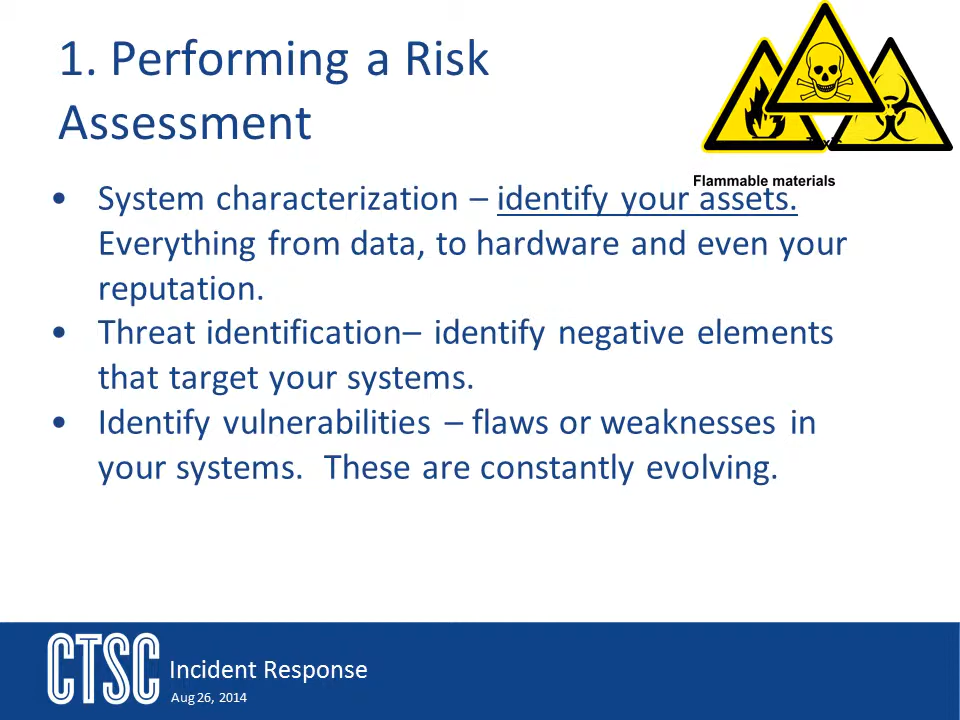 1. Performing a Risk
Assessment
Toxic
Flammable materials
• System characterization – identify your assets.
Everything from data, to hardware and even your
reputation.
• Threat identification– identify negative elements
that target your systems.
• Identify vulnerabilities – flaws or weaknesses in
your systems. These are constantly evolving.
CTSC
Incident Response
Aug 26, 2014